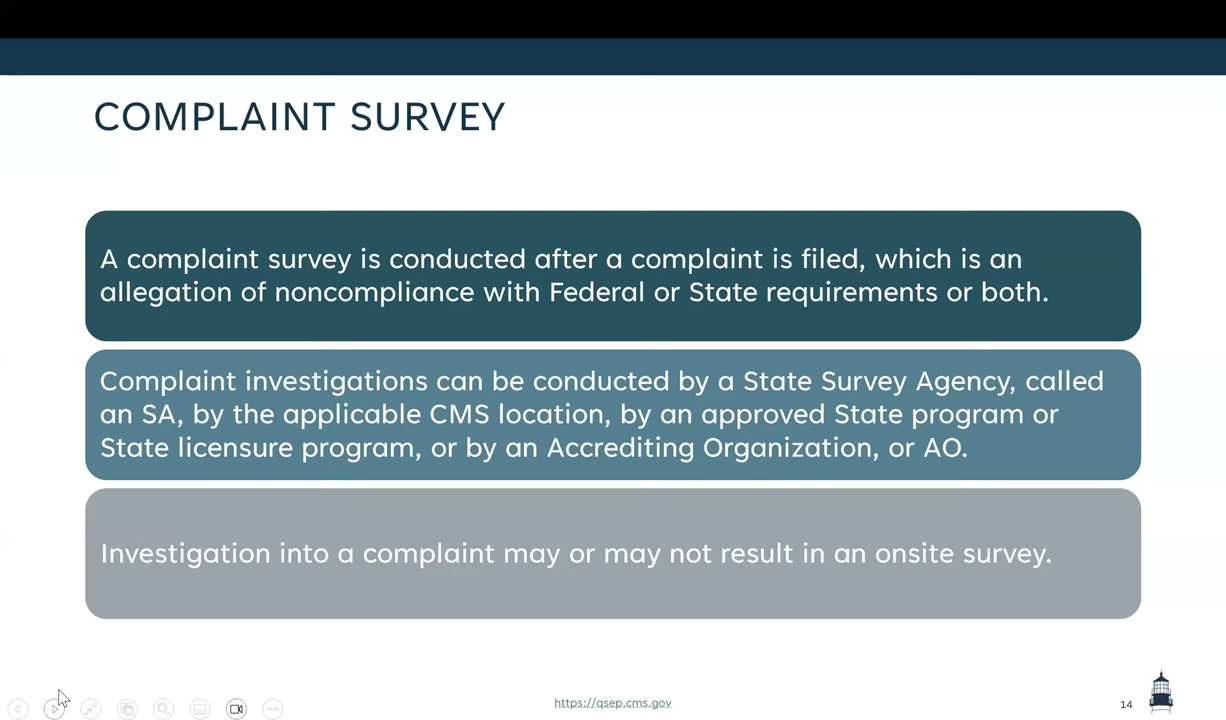 COMPLAINT SURVEY
A complaint survey is conducted after a complaint is filed, which is an
allegation of noncompliance with Federal or State requirements or both.
Complaint investigations can be conducted by a State Survey Agency, called
an SA, by the applicable CMS location, by an approved State program or
State licensure program, or by an Accrediting Organization, or AO.
Investigation into a complaint may or may not result in an onsite survey.
https://qsep.cms.gov
14